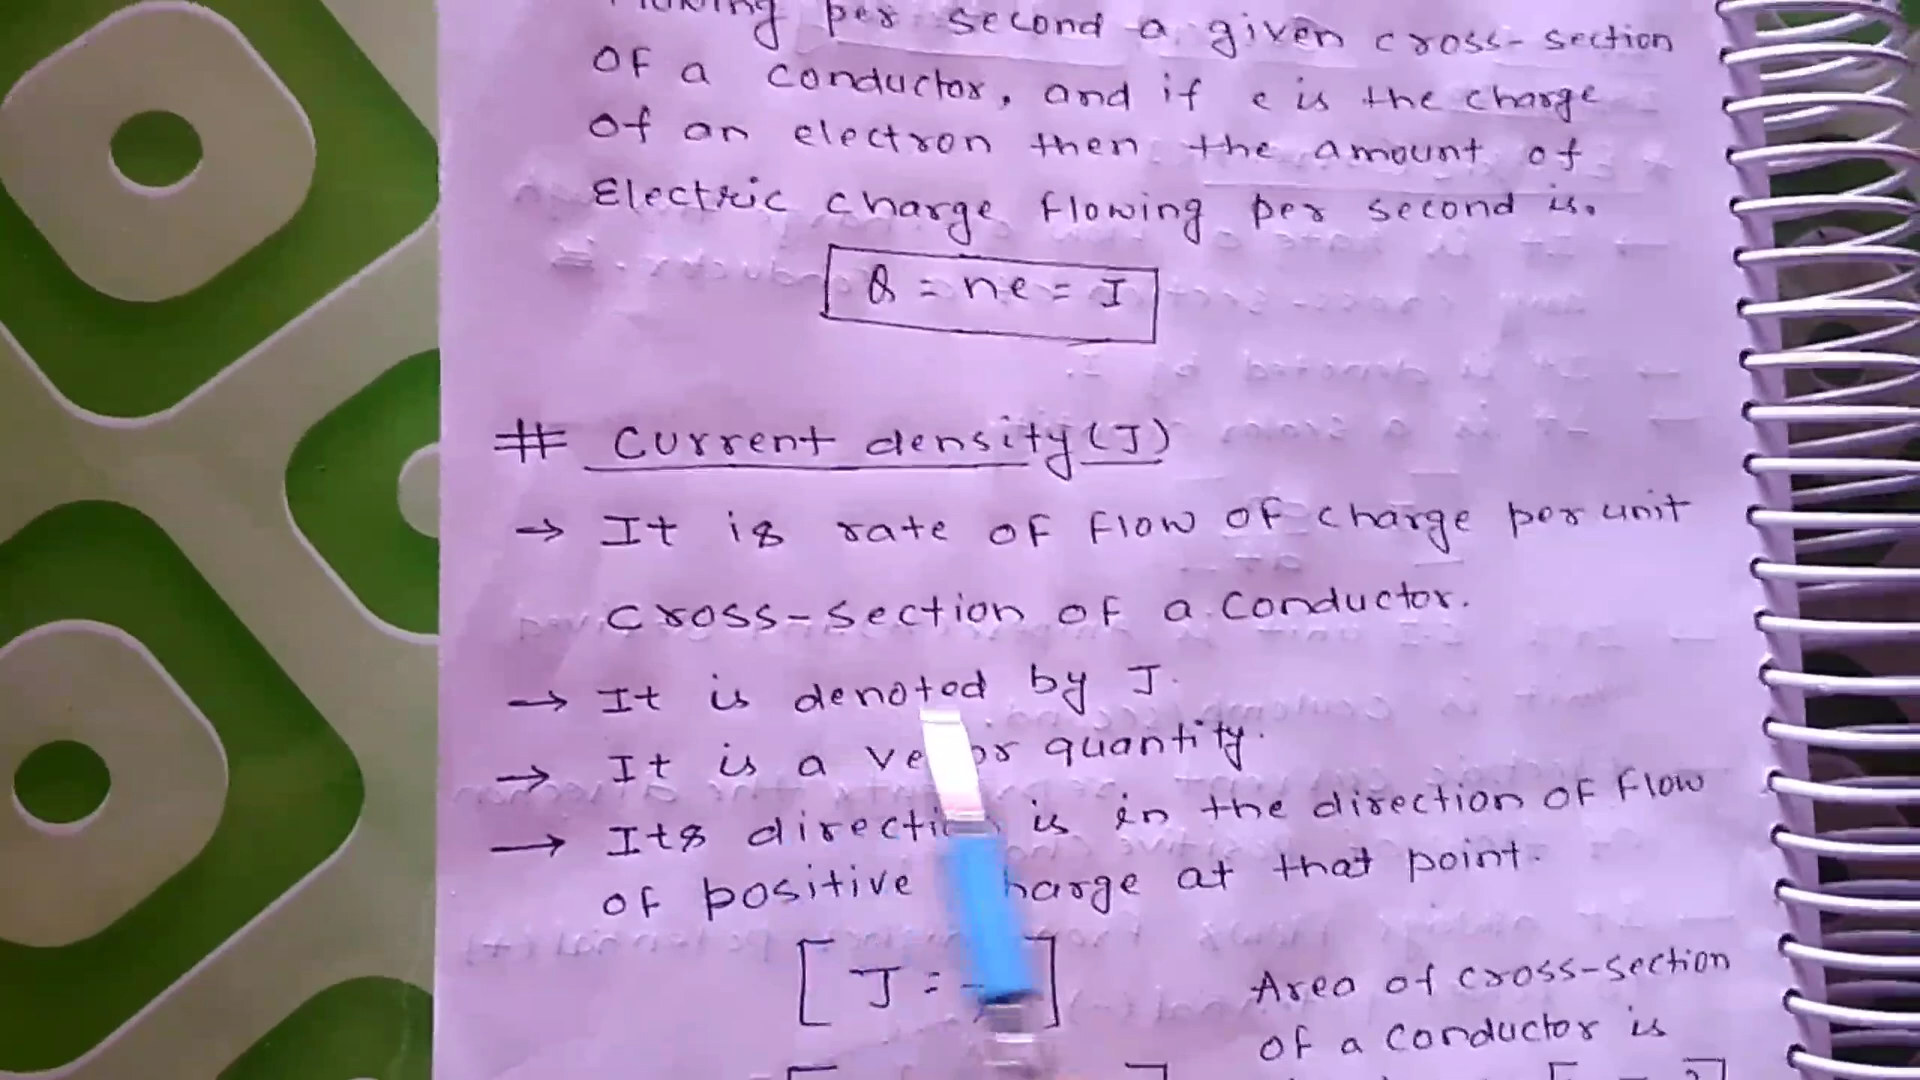 per second a given cross-section
of a conductor, and if e is the charge
of an electron then the amount of
Electric charge flowing per second is.
Q = ne = I
# Current density (J)
→ It is rate of flow of charge per unit
cross-section of a conductor.
→ It is denoted by J.
→ It is a quantity.
→ Its is in the direction of flow
of positive at that point.
[ J = ]
Area of cross-section
of a conductor is